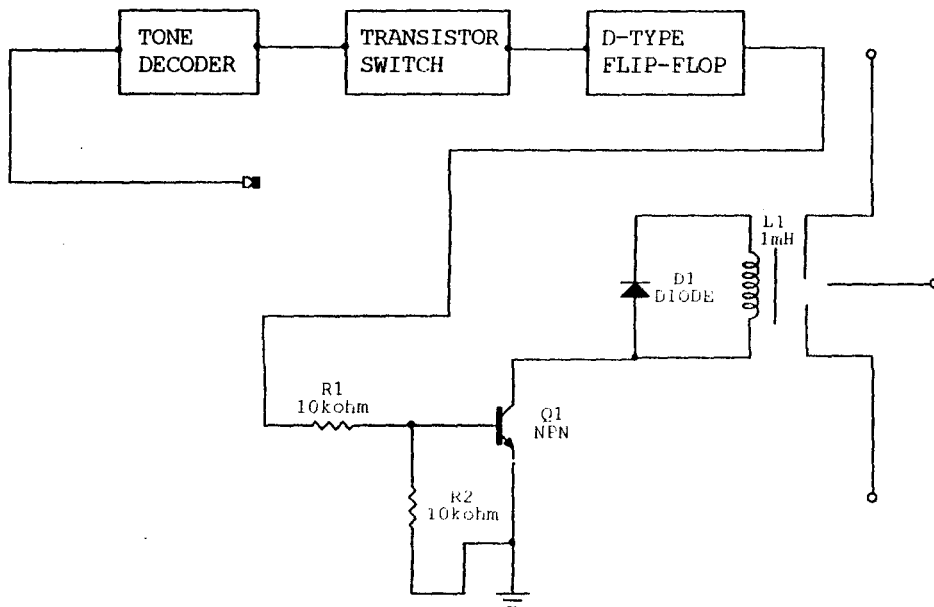 TONE
DECODER
TRANSISTOR
SWITCH
D-TYPE
FLIP-FLOP
L1
1mH
D1
DIODE
R1
10kohm
Q1
NPN
R2
10kohm